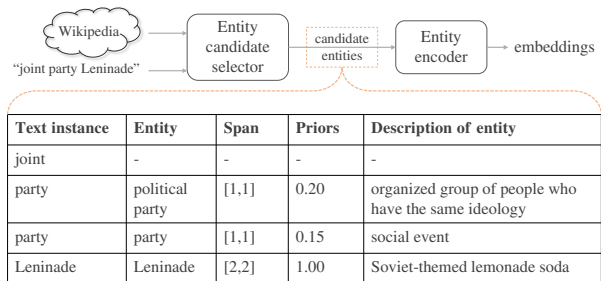 Wikipedia
"joint party Leninade"
Entity
candidate
selector
candidate
entities
Entity
encoder
embeddings
Text instance Entity Span Priors Description of entity
joint - - - -
party political party [1,1] 0.20 organized group of people who
have the same ideology
party party [1,1] 0.15 social event
Leninade Leninade [2,2] 1.00 Soviet-themed lemonade soda